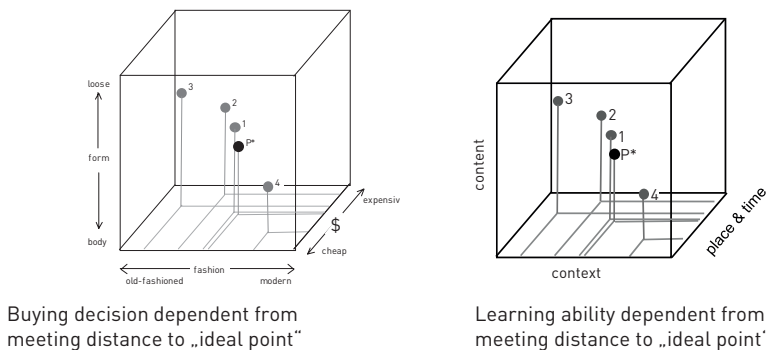 loose
form
body
3
2
1
P*
4
expensiv
$
cheap
fashion
old-fashioned
modern
Buying decision dependent from
meeting distance to „ideal point“
content
3
2
1
P*
4
place & time
context
Learning ability dependent from
meeting distance to „ideal point“